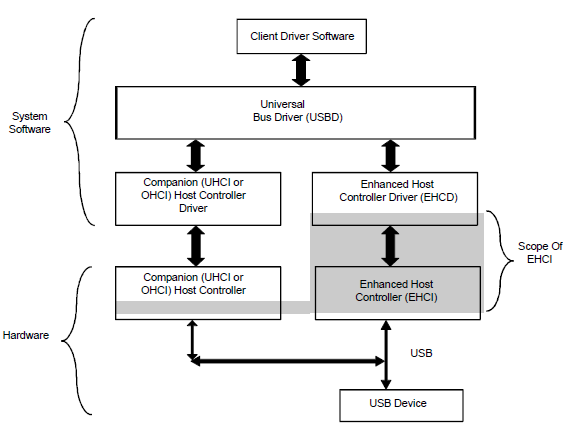 Client Driver Software
System
Software
Universal
Bus Driver (USBD)
Companion (UHCI or
OHCI) Host Controller
Driver
Enhanced Host
Controller Driver (EHCD)
Scope Of
EHCI
Companion (UHCI or
OHCI) Host Controller
Enhanced Host
Controller (EHCI)
Hardware
USB
USB Device